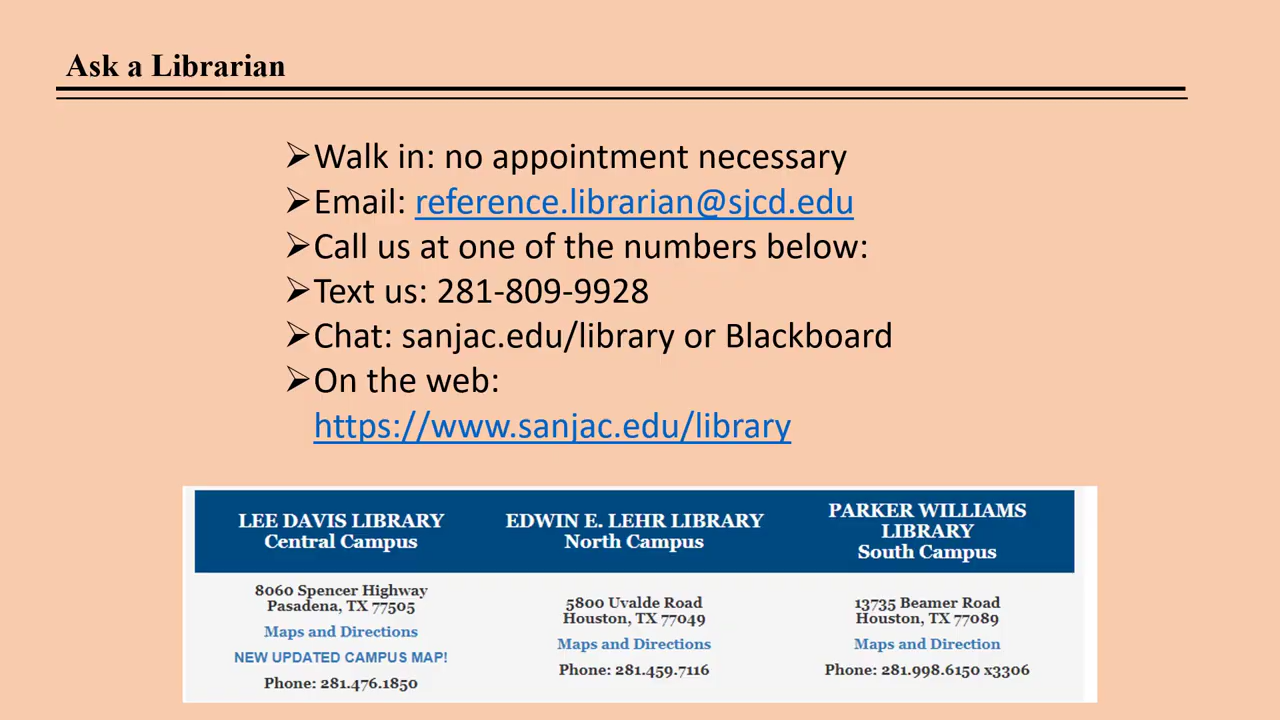 Ask a Librarian
➢Walk in: no appointment necessary
➢Email: reference.librarian@sjcd.edu
➢Call us at one of the numbers below:
➢Text us: 281-809-9928
➢Chat: sanjac.edu/library or Blackboard
➢On the web:
https://www.sanjac.edu/library
LEE DAVIS LIBRARY
Central Campus
8060 Spencer Highway
Pasadena, TX 77505
Maps and Directions
NEW UPDATED CAMPUS MAP!
Phone: 281.476.1850
EDWIN E. LEHR LIBRARY
North Campus
5800 Uvalde Road
Houston, TX 77049
Maps and Directions
Phone: 281.459.7116
PARKER WILLIAMS
LIBRARY
South Campus
13735 Beamer Road
Houston, TX 77089
Maps and Direction
Phone: 281.998.6150 x3306